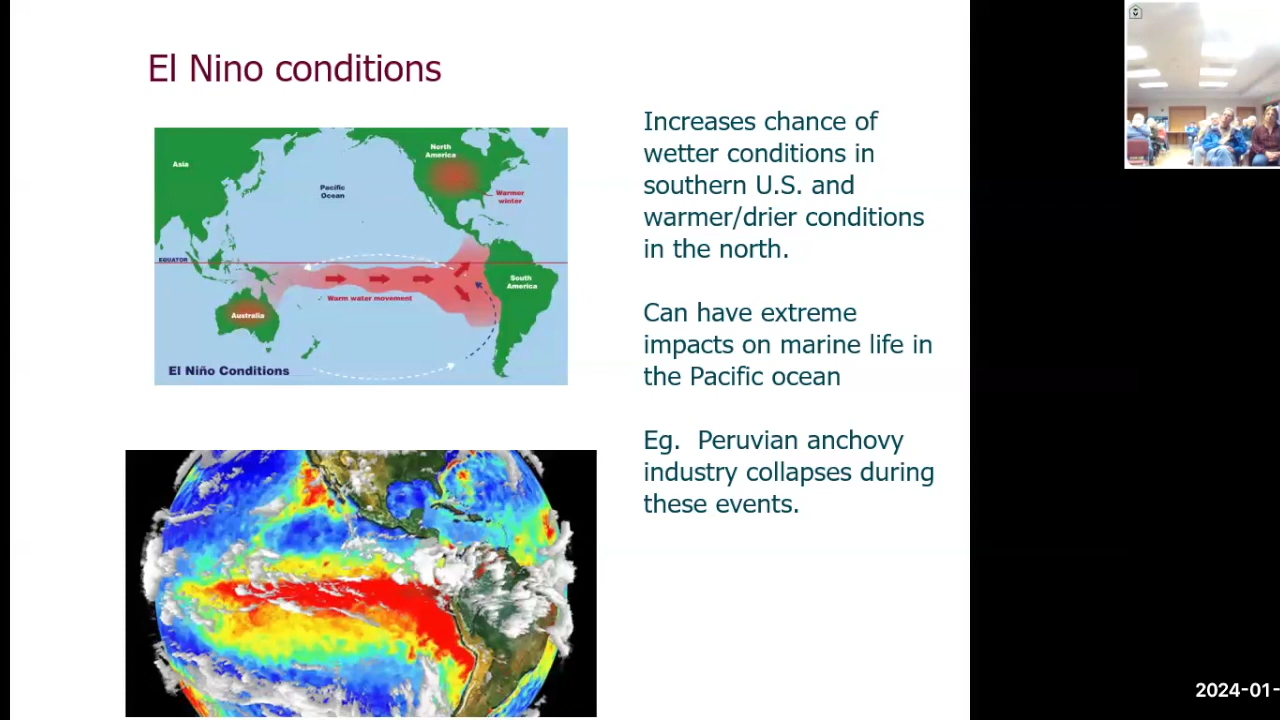 El Nino conditions
Asia
North
America
Pacific
Ocean
Warmer
winter
EQUATOR
South
America
Warm water movement
Australia
El Niño Conditions
Increases chance of
wetter conditions in
southern U.S. and
warmer/drier conditions
in the north.
Can have extreme
impacts on marine life in
the Pacific ocean
Eg. Peruvian anchovy
industry collapses during
these events.
2024-01-